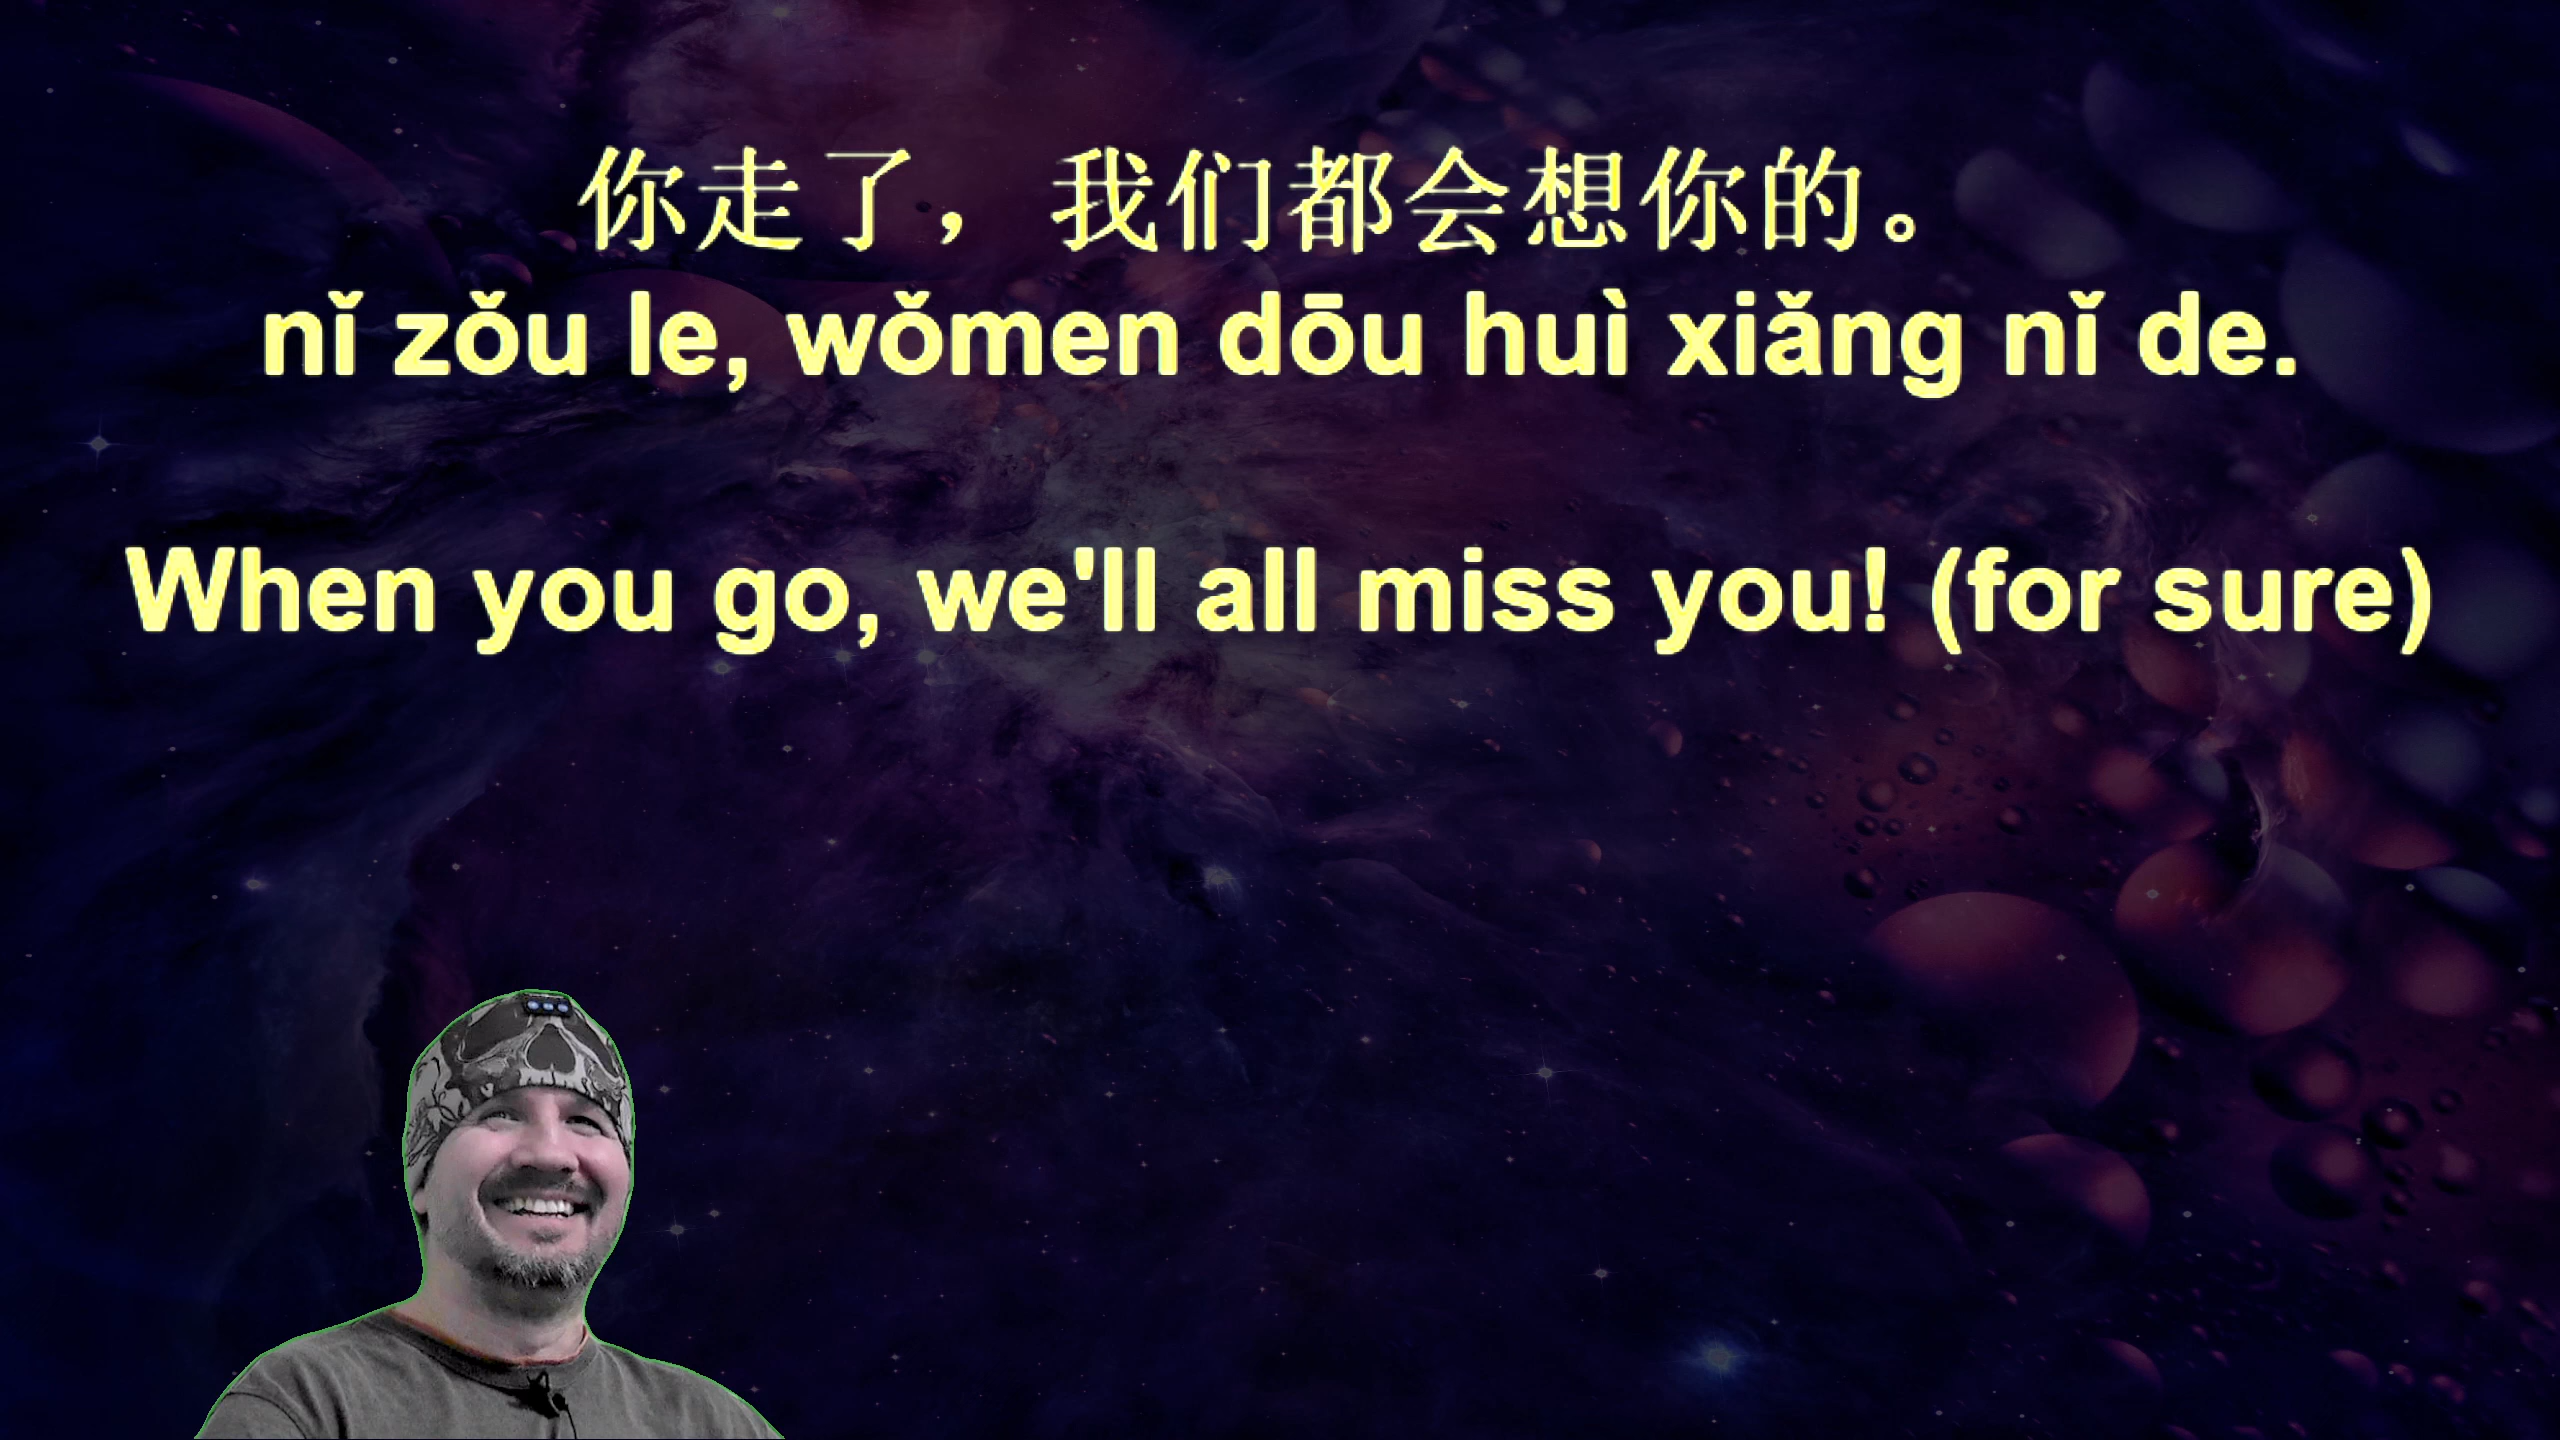 你走了，我们都会想你的。
nǐ zǒu le, wǒmen dōu huì xiǎng nǐ de.
When you go, we'll all miss you! (for sure)